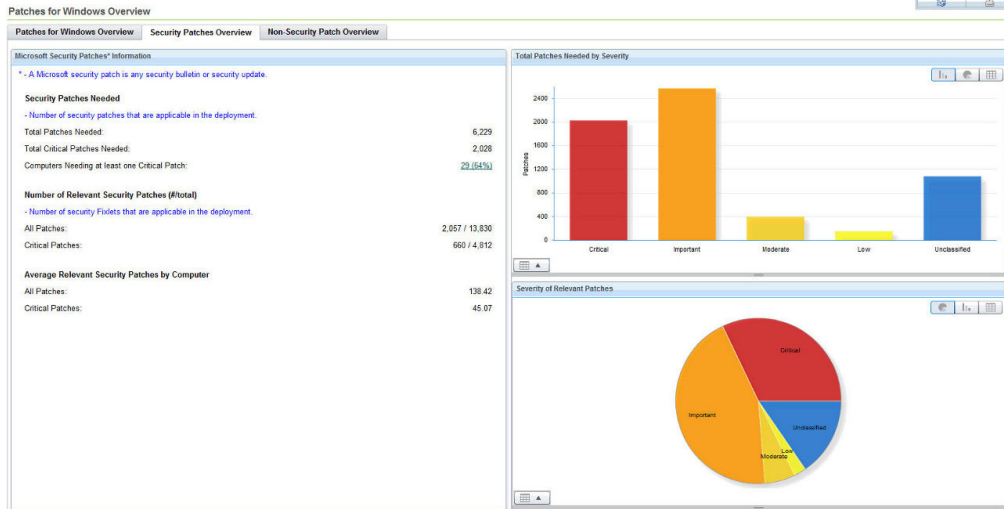 Patches for Windows Overview
Patches for Windows Overview
Security Patches Overview
Non-Security Patch Overview
Microsoft Security Patches* Information
* - A Microsoft security patch is any security bulletin or security update.
Security Patches Needed
- Number of security patches that are applicable in the deployment.
Total Patches Needed: 6,229
Total Critical Patches Needed: 2,028
Computers Needing at least one Critical Patch: 29 (64%)
Number of Relevant Security Patches (#/total)
- Number of security Fixlets that are applicable in the deployment.
All Patches: 2,057 / 13,830
Critical Patches: 660 / 4,812
Average Relevant Security Patches by Computer
All Patches: 138.42
Critical Patches: 45.07
Total Patches Needed by Severity
Patches
2400
2000
1600
1200
800
400
0
Critical
Important
Moderate
Low
Unclassified
Severity of Relevant Patches
Critical
Important
Unclassified
Low
Moderate